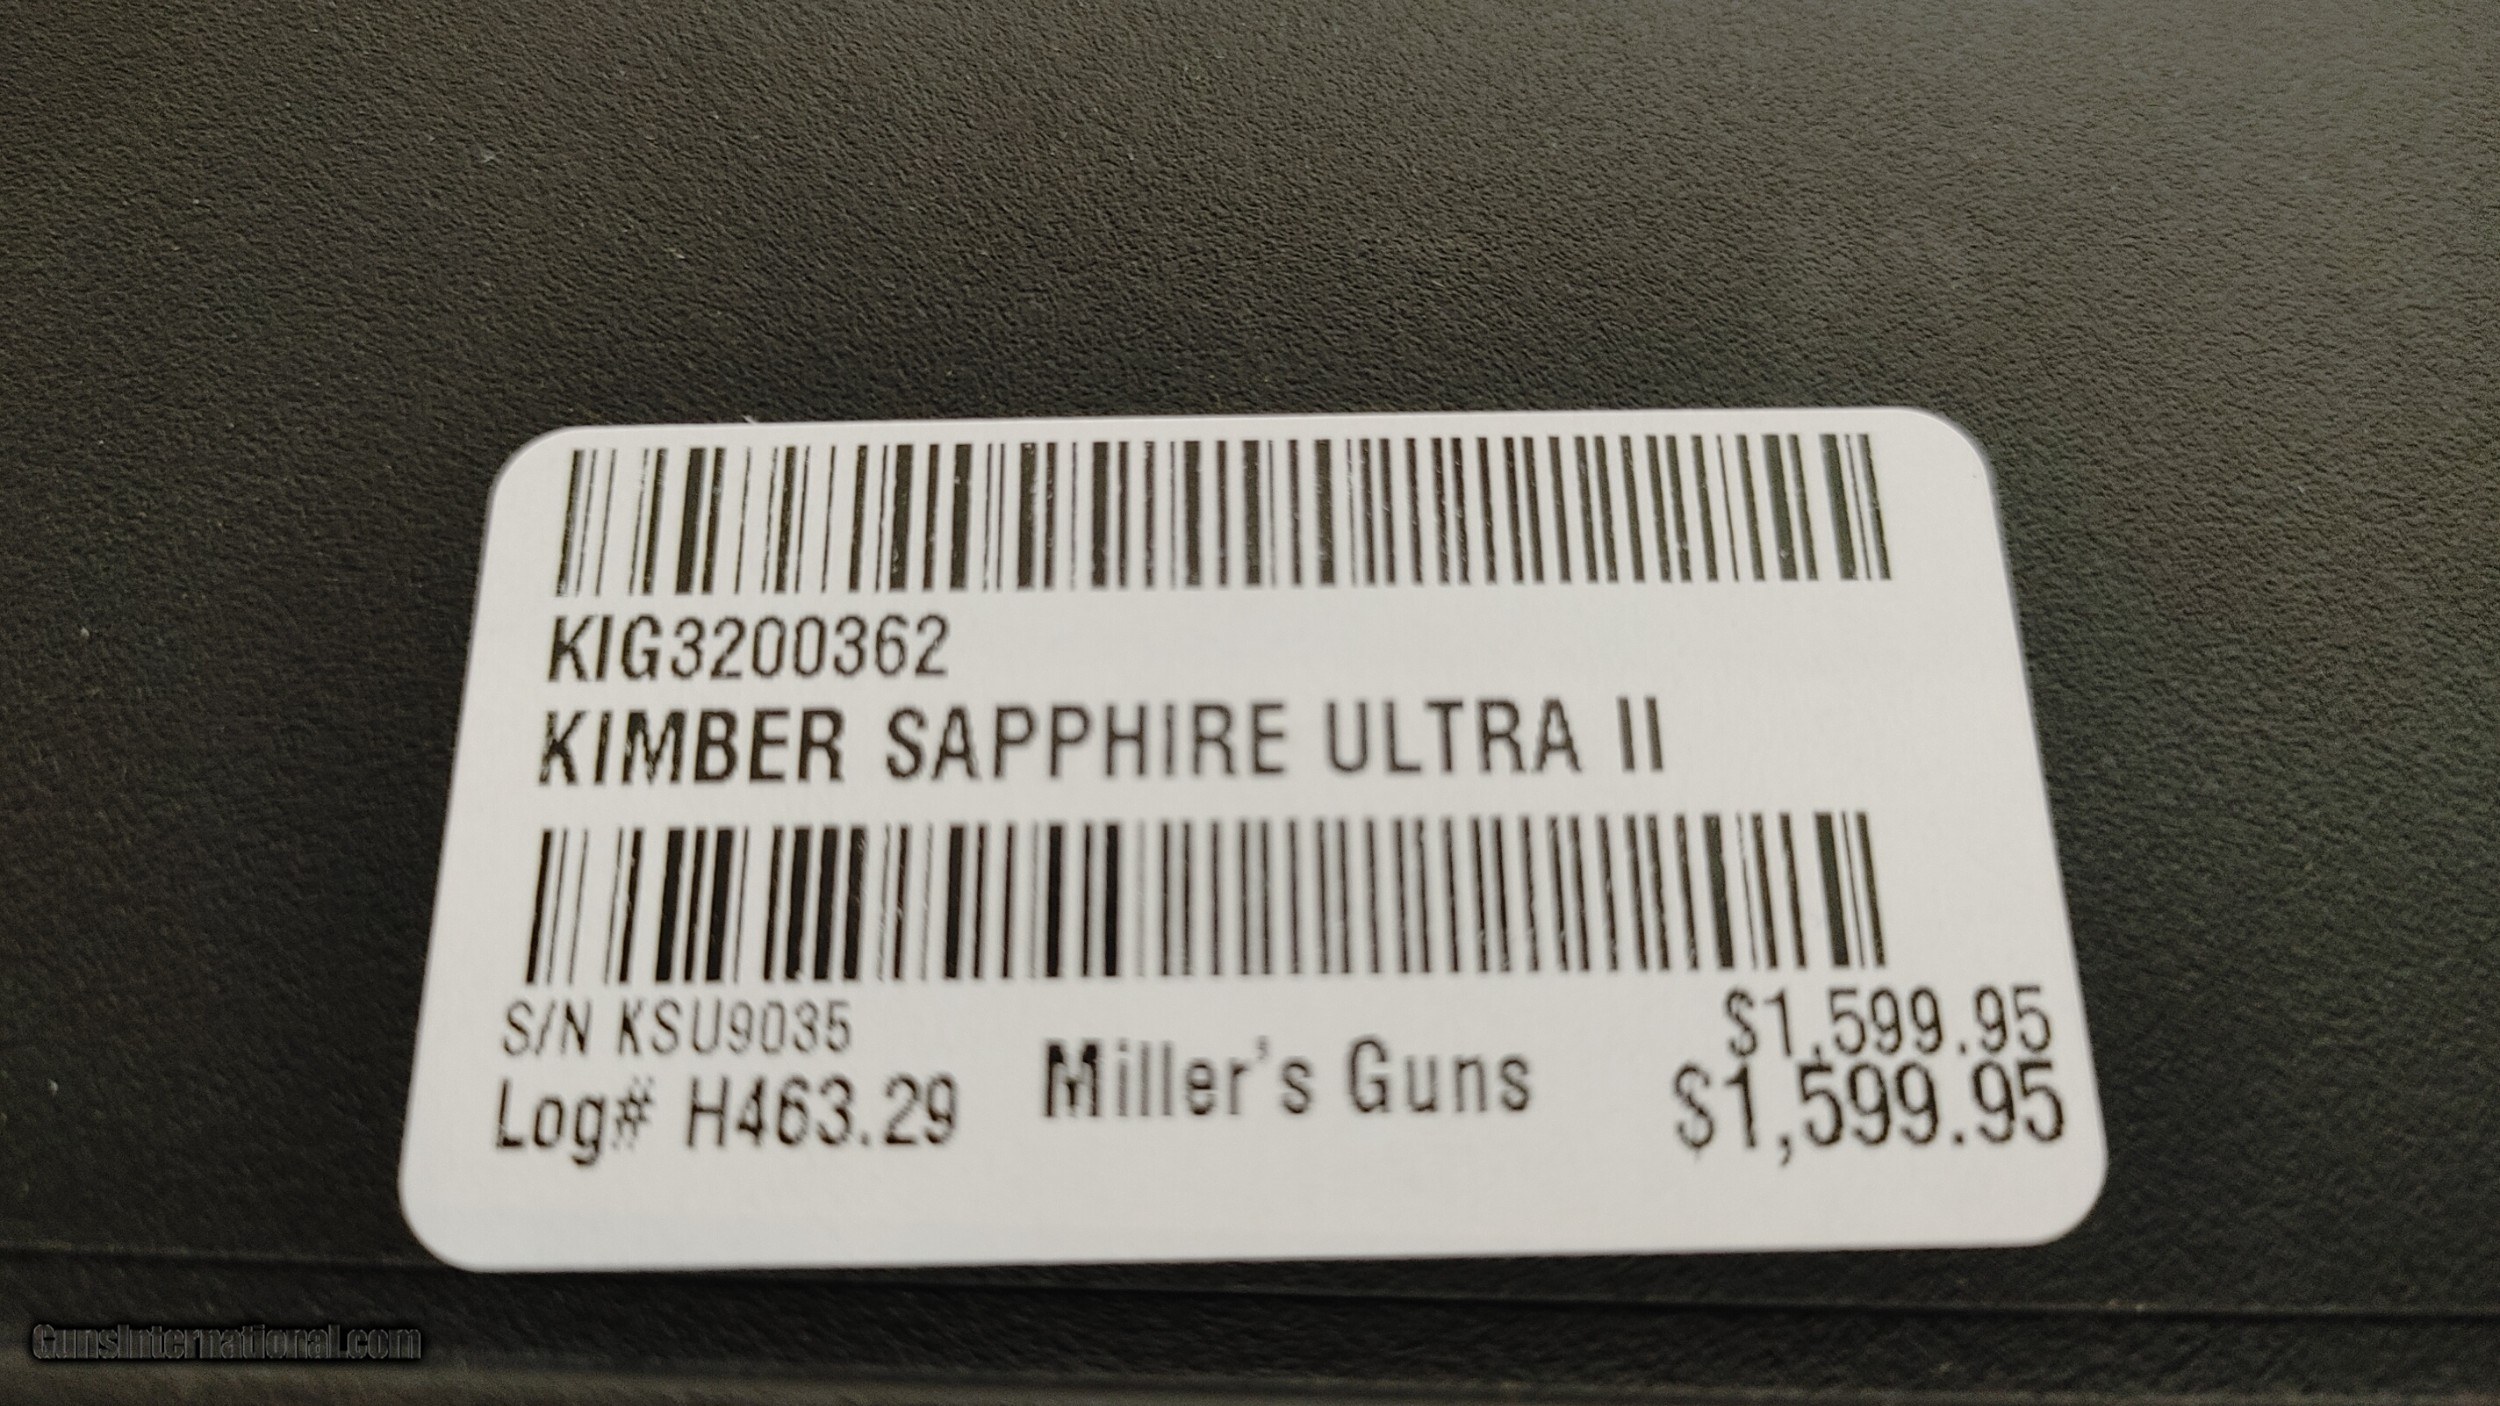 KIG3200362
KIMBER SAPPHIRE ULTRA II
S/N KSU9035
$1,599.95
Log# H463.29
Miller's Guns
$1,599.95
GunsInternational.com